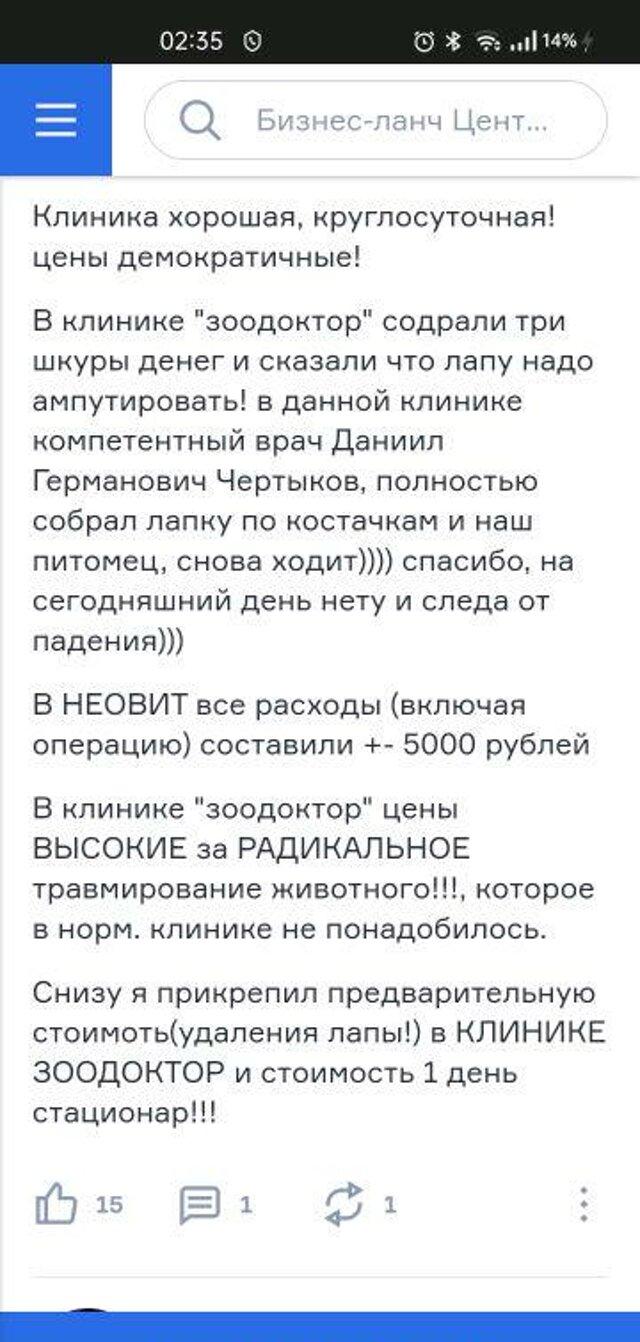 02:35
14%
Бизнес-ланч Цент...
Клиника хорошая, круглосуточная!
цены демократичные!
В клинике "зоодоктор" содрали три
шкуры денег и сказали что лапу надо
ампутировать! в данной клинике
компетентный врач Даниил
Германович Чертыков, полностью
собрал лапку по костачкам и наш
питомец, снова ходит)))) спасибо, на
сегодняшний день нету и следа от
падения)))
В НЕОВИТ все расходы (включая
операцию) составили +- 5000 рублей
В клинике "зоодоктор" цены
ВЫСОКИЕ за РАДИКАЛЬНОЕ
травмирование животного!!!, которое
в норм. клинике не понадобилось.
Снизу я прикрепил предварительную
стоимоть(удаления лапы!) в КЛИНИКЕ
ЗООДОКТОР и стоимость 1 день
стационар!!!
15 1 1